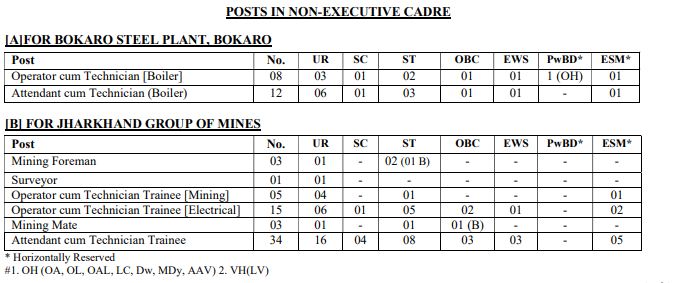 POSTS IN NON-EXECUTIVE CADRE
[A]FOR BOKARO STEEL PLANT, BOKARO
Post No. UR SC ST OBC EWS PwBD* ESM*
Operator cum Technician [Boiler] 08 03 01 02 01 01 1 (OH) 01
Attendant cum Technician (Boiler) 12 06 01 03 01 01 - 01
[B] FOR JHARKHAND GROUP OF MINES
Post No. UR SC ST OBC EWS PwBD* ESM*
Mining Foreman 03 01 - 02 (01 B) - - - -
Surveyor 01 01 - - - - - -
Operator cum Technician Trainee [Mining] 05 04 - 01 - - - 01
Operator cum Technician Trainee [Electrical] 15 06 01 05 02 01 - 02
Mining Mate 03 01 - 01 01 (B) - - -
Attendant cum Technician Trainee 34 16 04 08 03 03 - 05
* Horizontally Reserved
#1. OH (OA, OL, OAL, LC, Dw, MDy, AAV) 2. VH(LV)